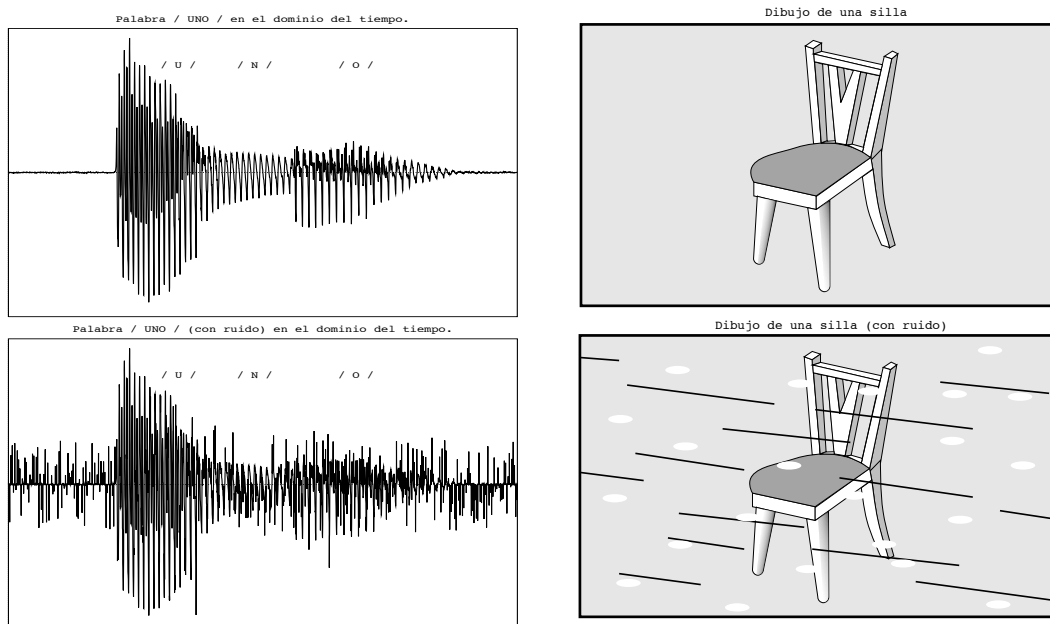 Palabra / UNO / en el dominio del tiempo.
/ U / / N / / O /
Palabra / UNO / (con ruido) en el dominio del tiempo.
/ U / / N / / O /
Dibujo de una silla
Dibujo de una silla (con ruido)